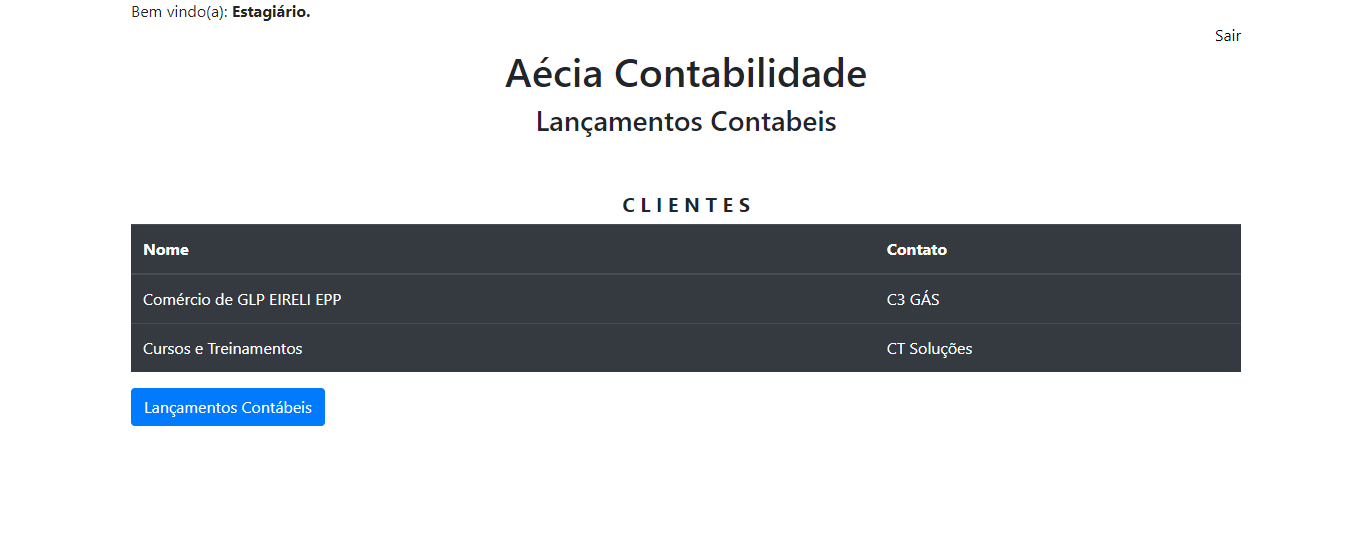 Bem vindo(a): Estagiário.
Sair
Aécia Contabilidade
Lançamentos Contabeis
C L I E N T E S
Nome Contato
Comércio de GLP EIRELI EPP C3 GÁS
Cursos e Treinamentos CT Soluções
Lançamentos Contábeis